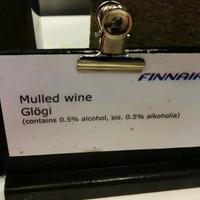 FINNAIR
Mulled wine
Glögi
(contains 0.5% alcohol, sis. 0.5% alkoholia)